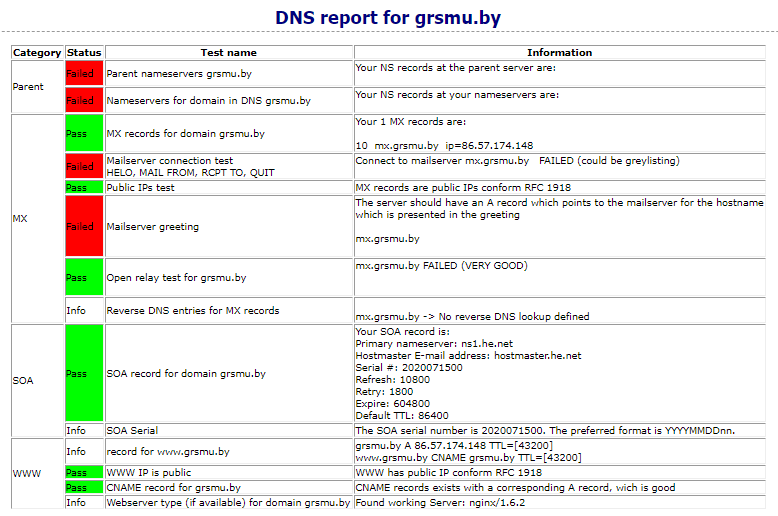 DNS report for grsmu.by
Category Status Test name Information
Parent
Failed Parent nameservers grsmu.by Your NS records at the parent server are:
Failed Nameservers for domain in DNS grsmu.by Your NS records at your nameservers are:
MX
Pass MX records for domain grsmu.by Your 1 MX records are:
10 mx.grsmu.by ip=86.57.174.148
Failed Mailserver connection test
HELO, MAIL FROM, RCPT TO, QUIT
Connect to mailserver mx.grsmu.by FAILED (could be greylisting)
Pass Public IPs test MX records are public IPs conform RFC 1918
Failed Mailserver greeting
The server should have an A record which points to the mailserver for the hostname
which is presented in the greeting
mx.grsmu.by
Pass Open relay test for grsmu.by mx.grsmu.by FAILED (VERY GOOD)
Info Reverse DNS entries for MX records
mx.grsmu.by -> No reverse DNS lookup defined
SOA
Pass SOA record for domain grsmu.by
Your SOA record is:
Primary nameserver: ns1.he.net
Hostmaster E-mail address: hostmaster.he.net
Serial #: 2020071500
Refresh: 10800
Retry: 1800
Expire: 604800
Default TTL: 86400
Info SOA Serial The SOA serial number is 2020071500. The preferred format is YYYYMMDDnn.
WWW
Info record for www.grsmu.by
grsmu.by A 86.57.174.148 TTL=[43200]
www.grsmu.by CNAME grsmu.by TTL=[43200]
Pass WWW IP is public WWW has public IP conform RFC 1918
Pass CNAME record for grsmu.by CNAME records exists with a corresponding A record, wich is good
Info Webserver type (if available) for domain grsmu.by Found working Server: nginx/1.6.2